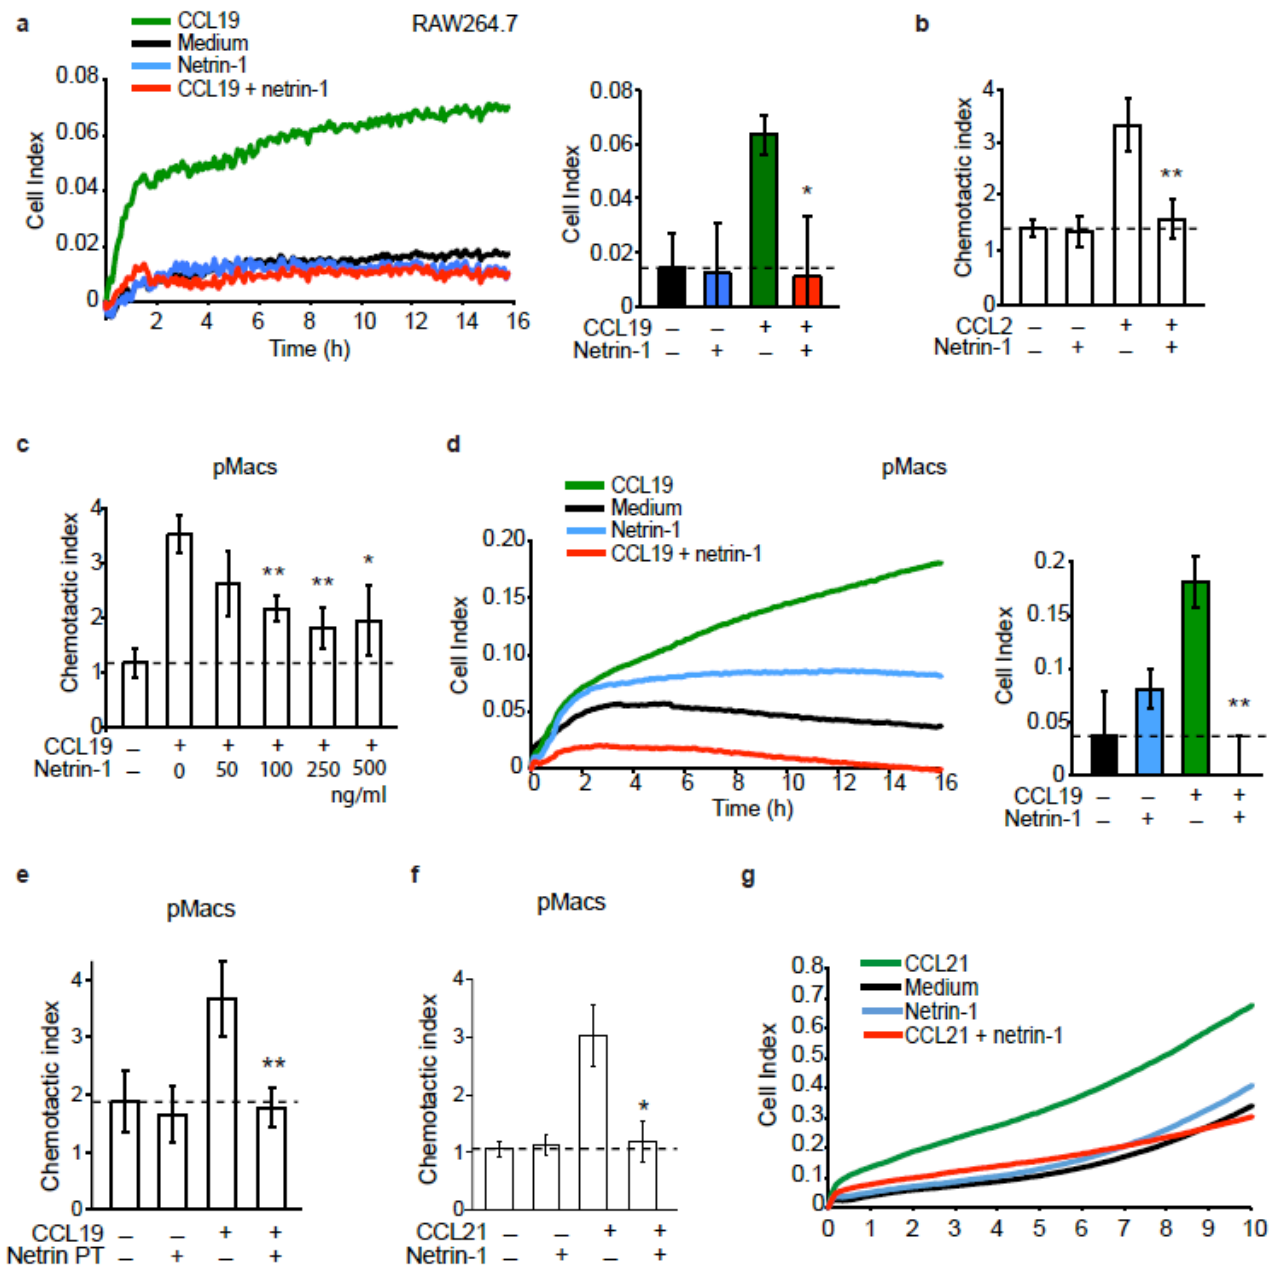 a
CCL19
Medium
Netrin-1
CCL19 + netrin-1
RAW264.7
Cell Index
0.08
0.06
0.04
0.02
0
2 4 6 8 10 12 14 16
Time (h)
Cell Index
0.08
0.06
0.04
0.02
0
*
CCL19 – – + +
Netrin-1 – + – +
b
Chemotactic index
4
3
2
1
0
**
CCL2 – – + +
Netrin-1 – + – +
c
pMacs
Chemotactic index
4
3
2
1
0
** ** *
CCL19 – + + + + +
Netrin-1 – 0 50 100 250 500
ng/ml
d
pMacs
CCL19
Medium
Netrin-1
CCL19 + netrin-1
Cell Index
0.20
0.15
0.10
0.05
0
0 2 4 6 8 10 12 14 16
Time (h)
Cell Index
0.2
0.15
0.1
0.05
0
**
CCL19 – – + +
Netrin-1 – + – +
e
pMacs
Chemotactic index
4
3
2
1
0
**
CCL19 – – + +
Netrin PT – + – +
f
pMacs
Chemotactic index
4
3
2
1
0
*
CCL21 – – + +
Netrin-1 – + – +
g
CCL21
Medium
Netrin-1
CCL21 + netrin-1
Cell Index
0.8
0.7
0.6
0.5
0.4
0.3
0.2
0.1
0
0 1 2 3 4 5 6 7 8 9 10